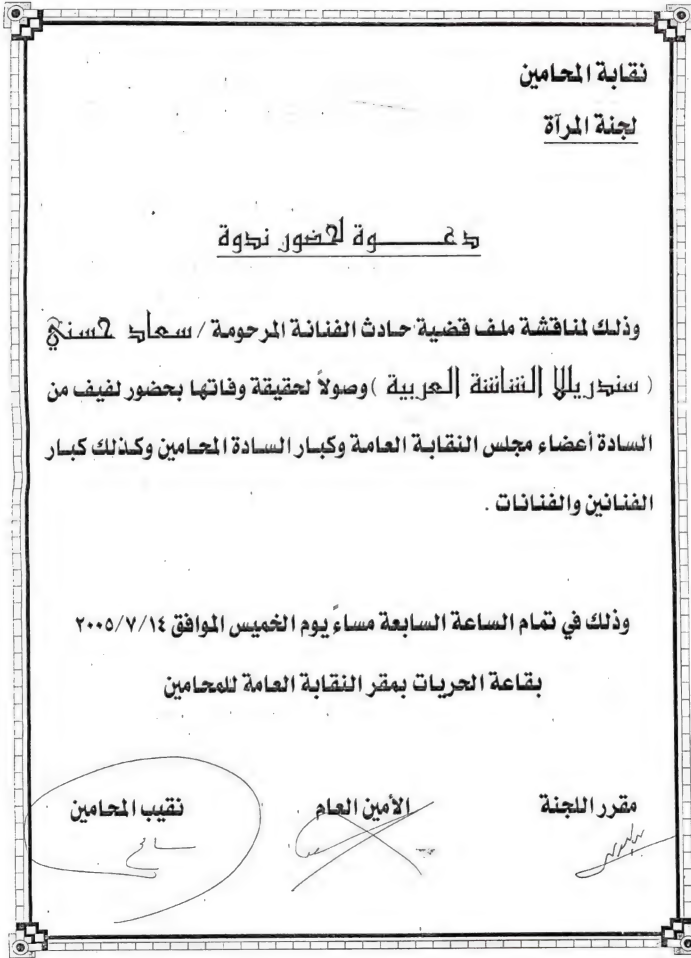 نقابة المحامين
لجنة المرآة
دعـــــوة لحضور ندوة
وذلك لمناقشة ملف قضية حادث الفنانة المرحومة / سعاد حسني
( سندريلا الشاشة العربية ) وصولاً لحقيقة وفاتها بحضور لفيف من
السادة أعضاء مجلس النقابة العامة وكبار السادة المحامين وكذلك كبار
الفنانين والفنانات .
وذلك في تمام الساعة السابعة مساءً يوم الخميس الموافق ٢٠٠٥/٧/١٤
بقاعة الحريات بمقر النقابة العامة للمحامين
مقرر اللجنة الأمين العام نقيب المحامين